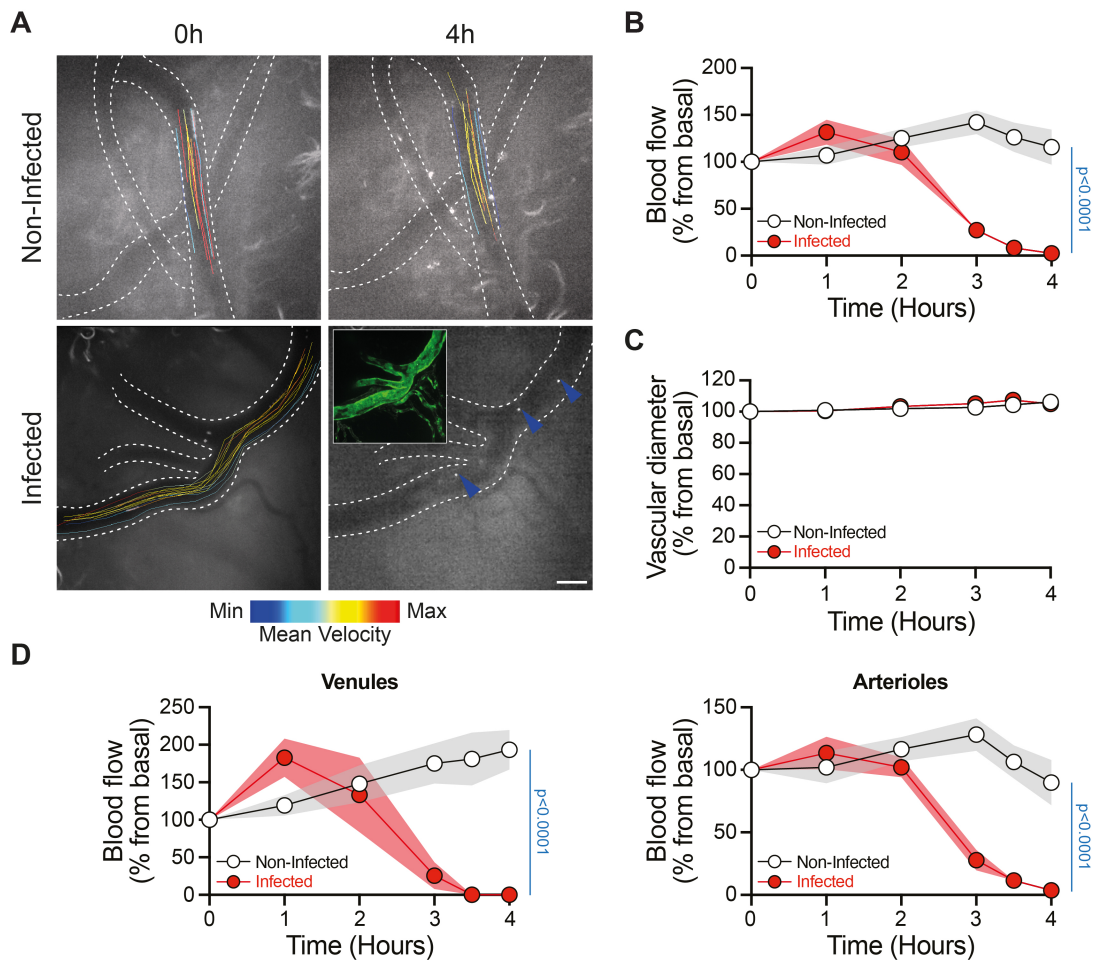 A
0h
4h
Non-Infected
Infected
Min
Max
Mean Velocity
B
200
150
100
50
0
Blood flow
(% from basal)
Non-Infected
Infected
p<0.0001
0
1
2
3
4
Time (Hours)
C
120
100
80
60
40
20
0
Vascular diameter
(% from basal)
Non-Infected
Infected
0
1
2
3
4
Time (Hours)
D
Venules
250
200
150
100
50
0
Blood flow
(% from basal)
Non-Infected
Infected
p<0.0001
0
1
2
3
4
Time (Hours)
Arterioles
150
100
50
0
Blood flow
(% from basal)
Non-Infected
Infected
p<0.0001
0
1
2
3
4
Time (Hours)